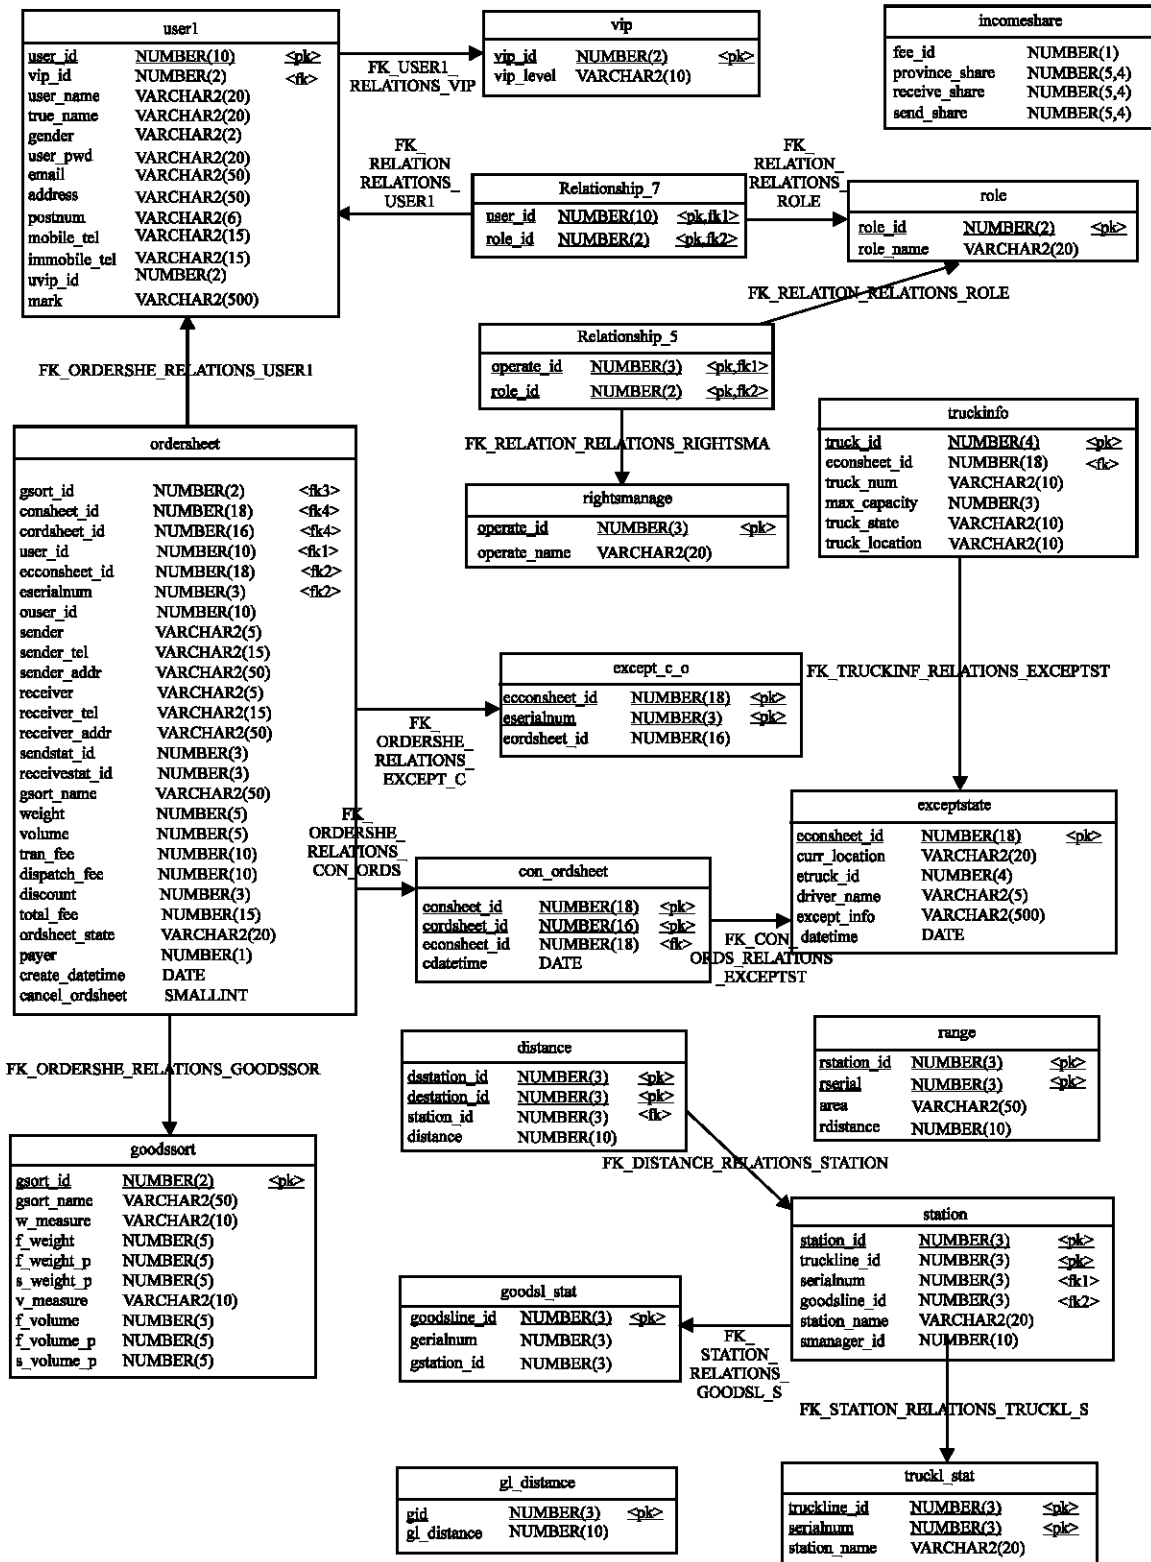 user1
user_id NUMBER(10) <pk>
vip_id NUMBER(2) <fk>
user_name VARCHAR2(20)
true_name VARCHAR2(20)
gender VARCHAR2(2)
user_pwd VARCHAR2(20)
email VARCHAR2(50)
address VARCHAR2(50)
postnum VARCHAR2(6)
mobile_tel VARCHAR2(15)
immobile_tel VARCHAR2(15)
uvip_id NUMBER(2)
mark VARCHAR2(500)
FK_USER1_
RELATIONS_VIP
vip
vip_id NUMBER(2) <pk>
vip_level VARCHAR2(10)
incomeshare
fee_id NUMBER(1)
province_share NUMBER(5,4)
receive_share NUMBER(5,4)
send_share NUMBER(5,4)
FK_
RELATION
RELATIONS_
USER1
Relationship_7
user_id NUMBER(10) <pk,fk1>
role_id NUMBER(2) <pk,fk2>
FK_
RELATION_
RELATIONS_
ROLE
role
role_id NUMBER(2) <pk>
role_name VARCHAR2(20)
FK_RELATION_RELATIONS_ROLE
Relationship_5
operate_id NUMBER(3) <pk,fk1>
role_id NUMBER(2) <pk,fk2>
FK_ORDERSHE_RELATIONS_USER1
FK_RELATION_RELATIONS_RIGHTSMA
rightsmanage
operate_id NUMBER(3) <pk>
operate_name VARCHAR2(20)
truckinfo
truck_id NUMBER(4) <pk>
econsheet_id NUMBER(18) <fk>
truck_num VARCHAR2(10)
max_capacity NUMBER(3)
truck_state VARCHAR2(10)
truck_location VARCHAR2(10)
ordersheet
gsort_id NUMBER(2) <fk3>
consheet_id NUMBER(18) <fk4>
cordsheet_id NUMBER(16) <fk4>
user_id NUMBER(10) <fk1>
ecconsheet_id NUMBER(18) <fk2>
eserialnum NUMBER(3) <fk2>
ouser_id NUMBER(10)
sender VARCHAR2(5)
sender_tel VARCHAR2(15)
sender_addr VARCHAR2(50)
receiver VARCHAR2(5)
receiver_tel VARCHAR2(15)
receiver_addr VARCHAR2(50)
sendstat_id NUMBER(3)
receivestat_id NUMBER(3)
gsort_name VARCHAR2(50)
weight NUMBER(5)
volume NUMBER(5)
tran_fee NUMBER(10)
dispatch_fee NUMBER(10)
discount NUMBER(3)
total_fee NUMBER(15)
ordsheet_state VARCHAR2(20)
payer NUMBER(1)
create_datetime DATE
cancel_ordsheet SMALLINT
FK_
ORDERSHE_
RELATIONS_
EXCEPT_C
except_c_o
ecconsheet_id NUMBER(18) <pk>
eserialnum NUMBER(3) <pk>
eordsheet_id NUMBER(16)
FK_TRUCKINF_RELATIONS_EXCEPTST
FK_
ORDERSHE_
RELATIONS_
CON_ORDS
con_ordsheet
consheet_id NUMBER(18) <pk>
cordsheet_id NUMBER(16) <pk>
econsheet_id NUMBER(18) <fk>
cdatetime DATE
FK_CON_
ORDS_RELATIONS
_EXCEPTST
exceptstate
econsheet_id NUMBER(18) <pk>
curr_location VARCHAR2(20)
etruck_id NUMBER(4)
driver_name VARCHAR2(5)
except_info VARCHAR2(500)
datetime DATE
FK_ORDERSHE_RELATIONS_GOODSSOR
distance
dsstation_id NUMBER(3) <pk>
destation_id NUMBER(3) <pk>
station_id NUMBER(3) <fk>
distance NUMBER(10)
range
rstation_id NUMBER(3) <pk>
rserial NUMBER(3) <pk>
area VARCHAR2(50)
rdistance NUMBER(10)
FK_DISTANCE_RELATIONS_STATION
goodssort
gsort_id NUMBER(2) <pk>
gsort_name VARCHAR2(50)
w_measure VARCHAR2(10)
f_weight NUMBER(5)
f_weight_p NUMBER(5)
s_weight_p NUMBER(5)
v_measure VARCHAR2(10)
f_volume NUMBER(5)
f_volume_p NUMBER(5)
s_volume_p NUMBER(5)
station
station_id NUMBER(3) <pk>
truckline_id NUMBER(3) <pk>
serialnum NUMBER(3) <fk1>
goodsline_id NUMBER(3) <fk2>
station_name VARCHAR2(20)
smanager_id NUMBER(10)
goodsl_stat
goodsline_id NUMBER(3) <pk>
gerialnum NUMBER(3)
gstation_id NUMBER(3)
FK_
STATION_
RELATIONS_
GOODSL_S
FK_STATION_RELATIONS_TRUCKL_S
gl_distance
gid NUMBER(3) <pk>
gl_distance NUMBER(10)
truckl_stat
truckline_id NUMBER(3) <pk>
serialnum NUMBER(3) <pk>
station_name VARCHAR2(20)